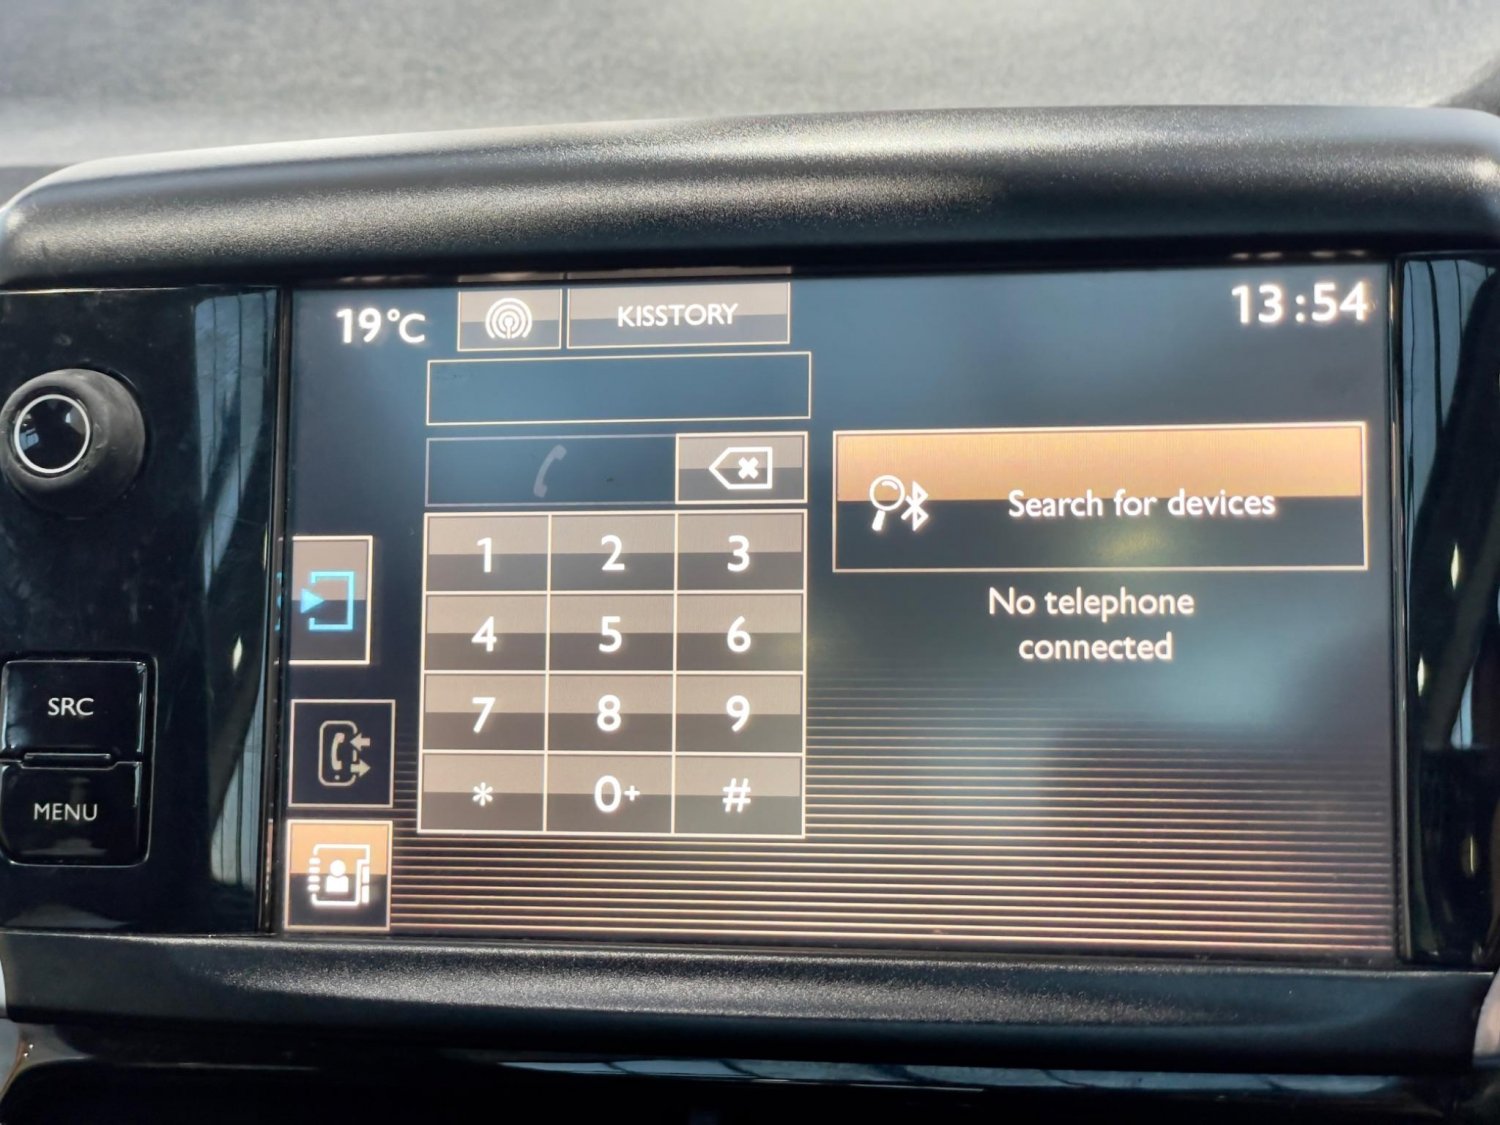 19°C
KISSTORY
13:54
Search for devices
No telephone
connected
1 2 3
4 5 6
7 8 9
* 0+ #
SRC
MENU